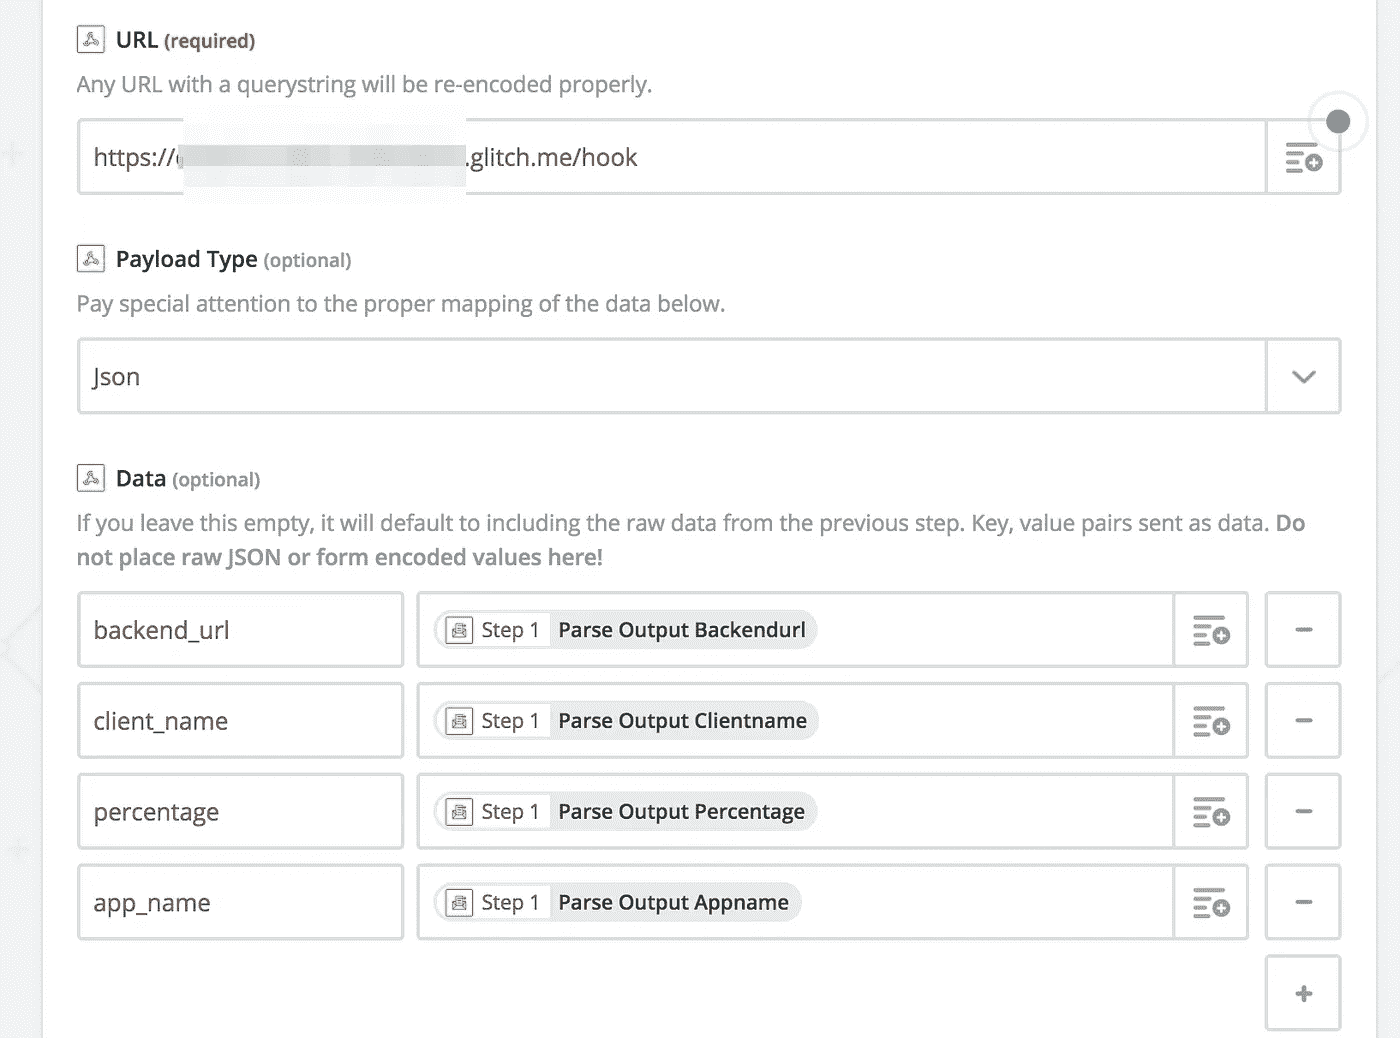 URL (required)
Any URL with a querystring will be re-encoded properly.
https:// .glitch.me/hook
Payload Type (optional)
Pay special attention to the proper mapping of the data below.
Json
Data (optional)
If you leave this empty, it will default to including the raw data from the previous step. Key, value pairs sent as data. Do
not place raw JSON or form encoded values here!
backend_url Step 1 Parse Output Backendurl
client_name Step 1 Parse Output Clientname
percentage Step 1 Parse Output Percentage
app_name Step 1 Parse Output Appname